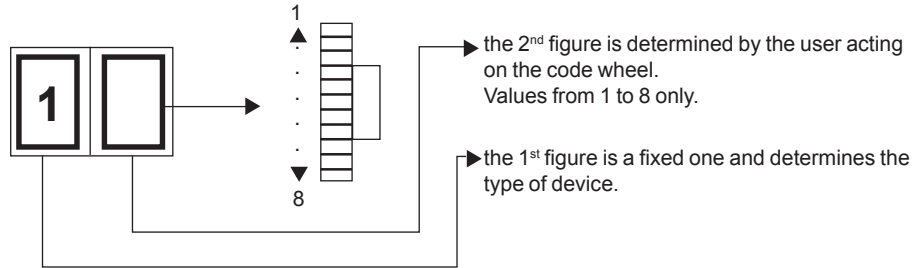 1
1
8
the 2nd figure is determined by the user acting
on the code wheel.
Values from 1 to 8 only.
the 1st figure is a fixed one and determines the
type of device.